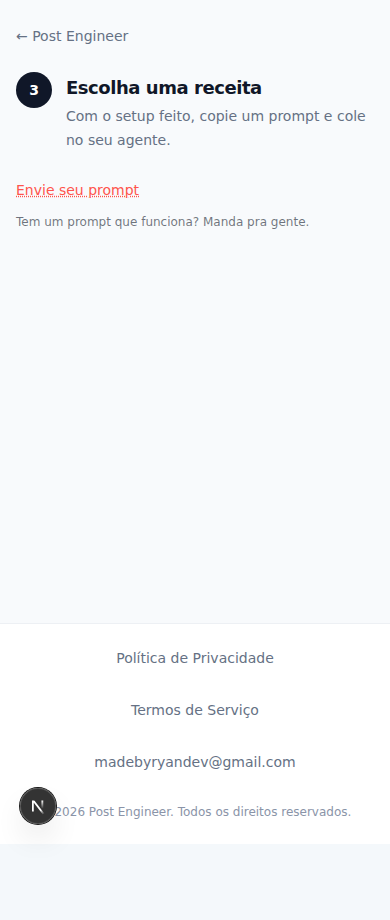 ← Post Engineer
3
Escolha uma receita
Com o setup feito, copie um prompt e cole
no seu agente.
Envie seu prompt
Tem um prompt que funciona? Manda pra gente.
Política de Privacidade
Termos de Serviço
madebyryandev@gmail.com
2026 Post Engineer. Todos os direitos reservados.
N